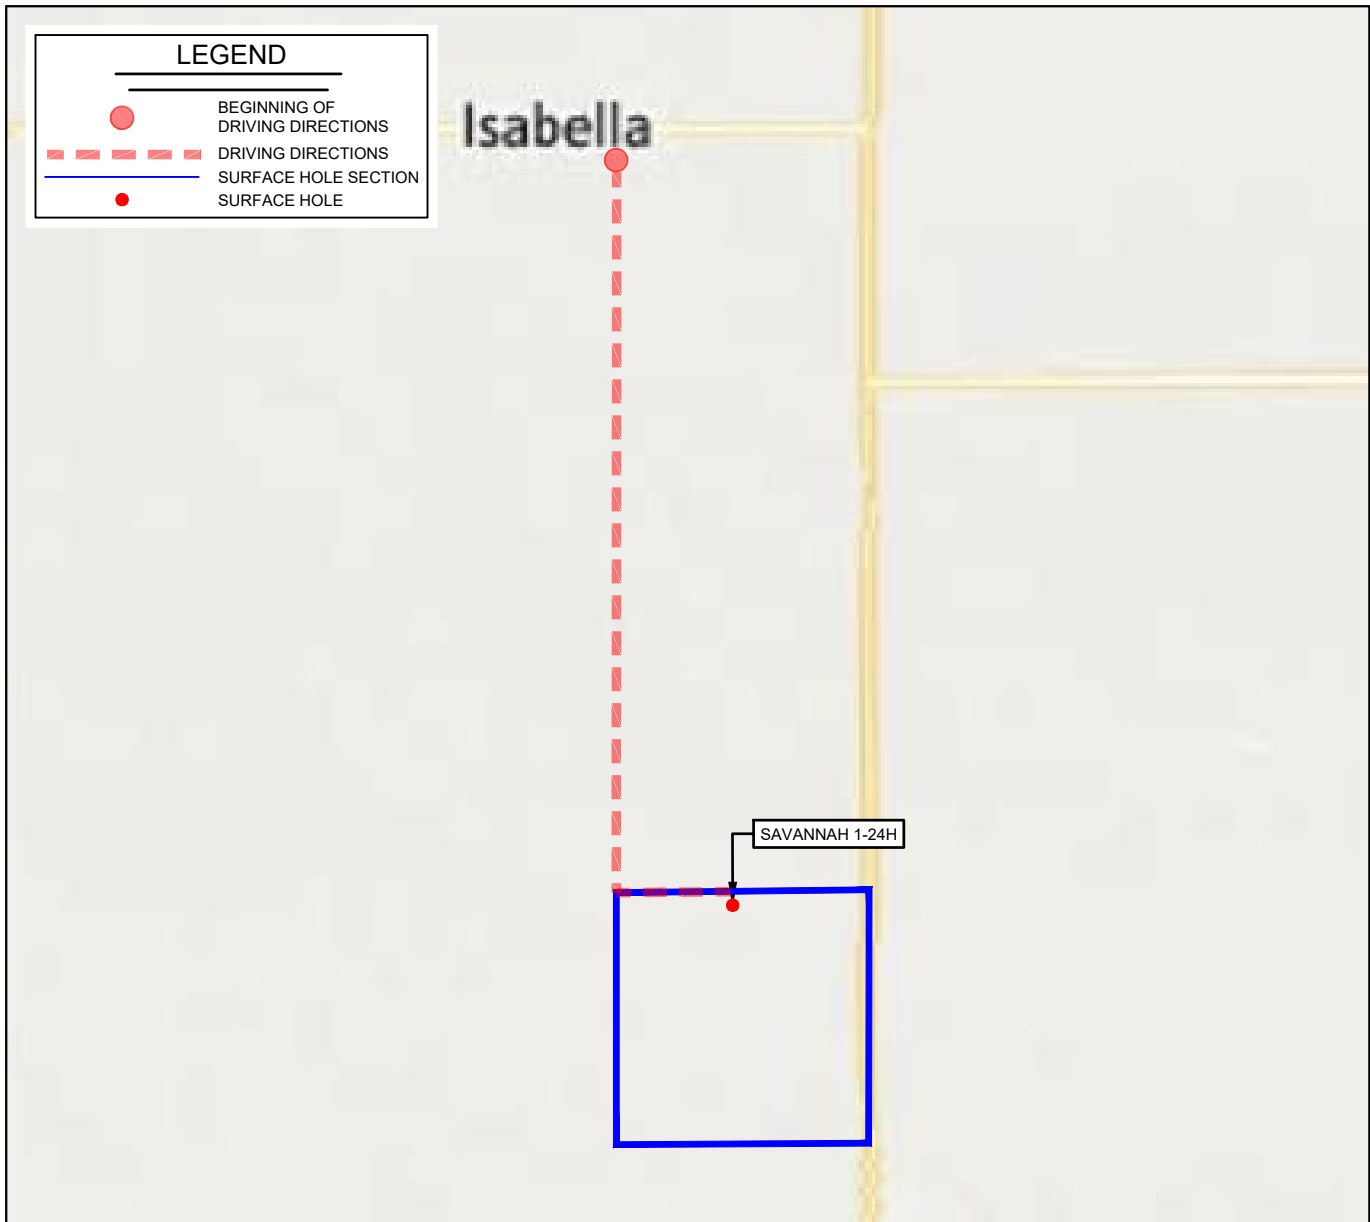 LEGEND
BEGINNING OF
DRIVING DIRECTIONS
DRIVING DIRECTIONS
SURFACE HOLE SECTION
SURFACE HOLE
Isabella
SAVANNAH 1-24H